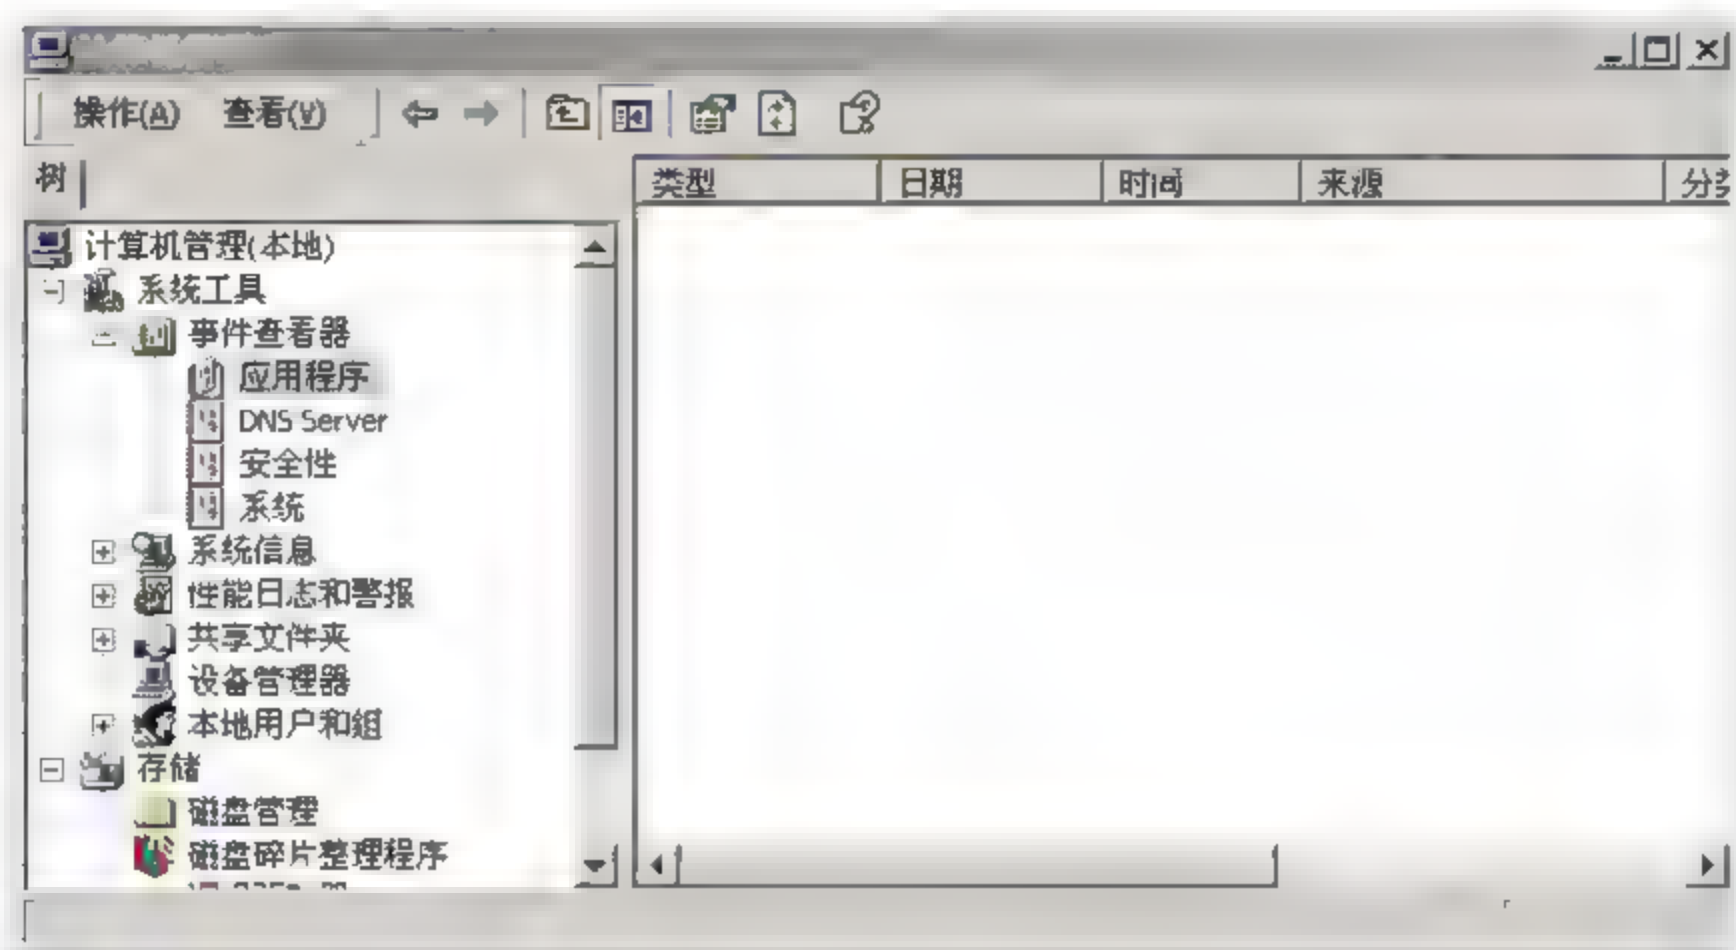 操作(A) 查看(V)
树
类型 日期 时间 来源
计算机管理(本地)
系统工具
事件查看器
应用程序
DNS Server
安全性
系统
系统信息
性能日志和警报
共享文件夹
设备管理器
本地用户和组
存储
磁盘管理
磁盘碎片整理程序